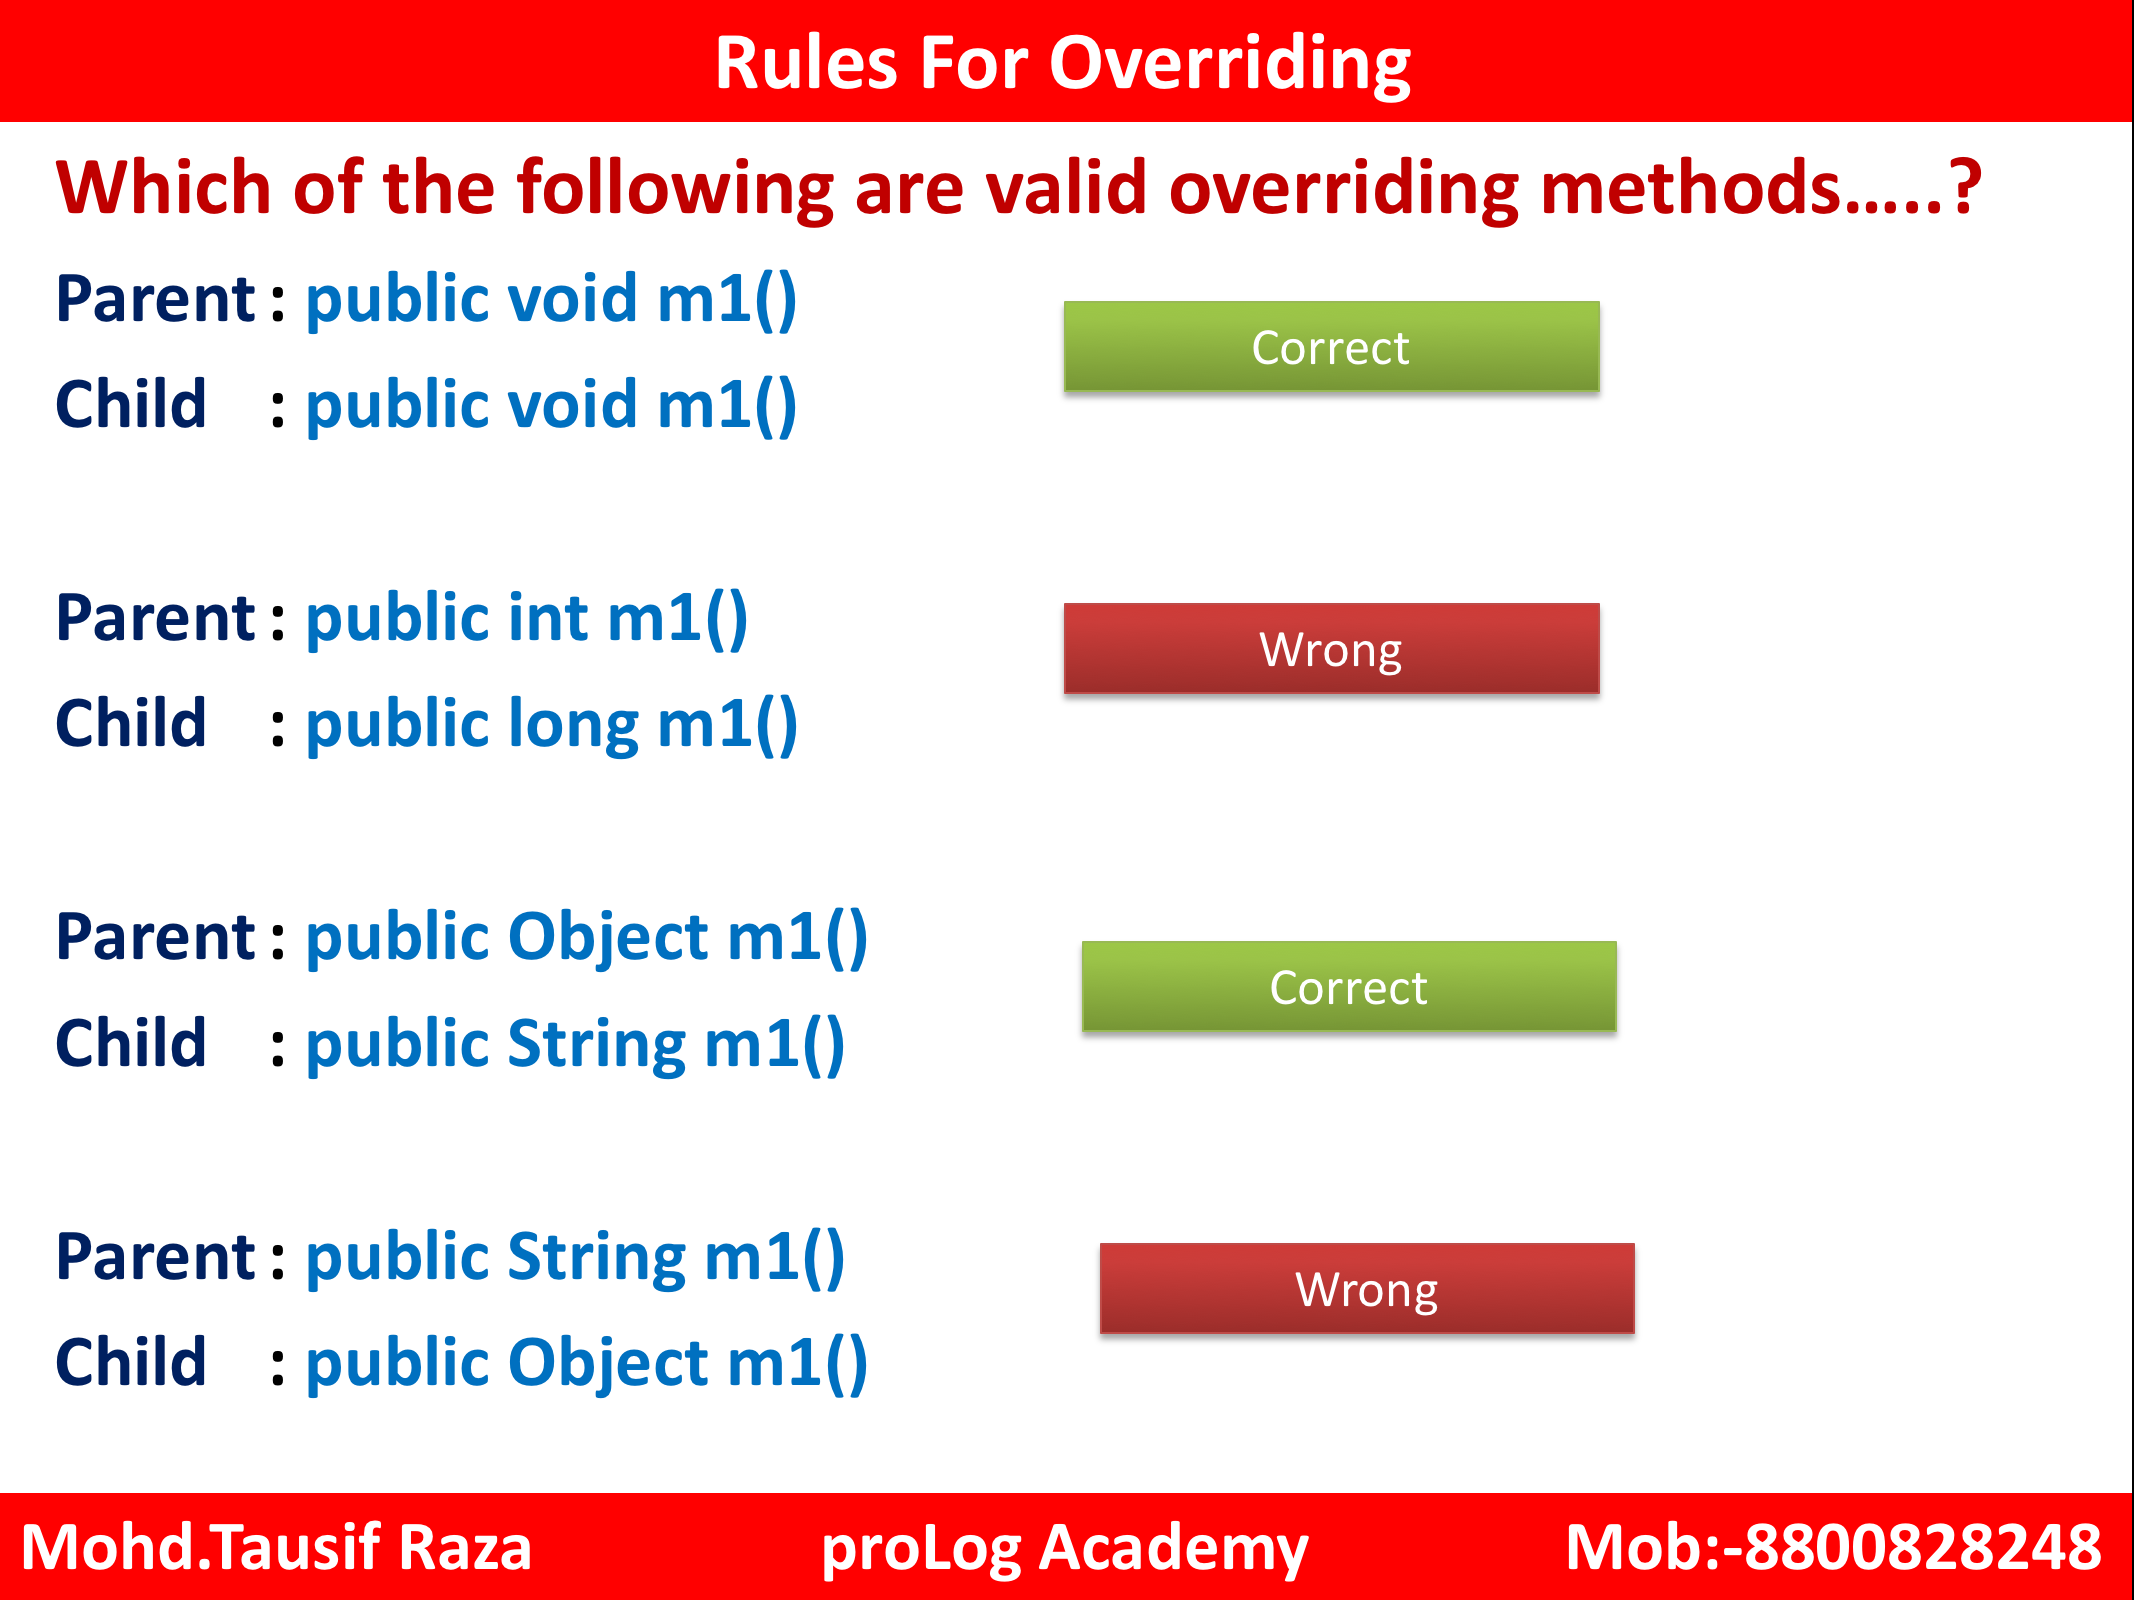 Rules For Overriding
Which of the following are valid overriding methods.....?
Parent : public void m1()
Correct
Child : public void m1()
Parent : public int m1()
Wrong
Child : public long m1()
Parent : public Object m1()
Correct
Child : public String m1()
Parent : public String m1()
Wrong
Child : public Object m1()
Mohd.Tausif Raza proLog Academy Mob:-8800828248